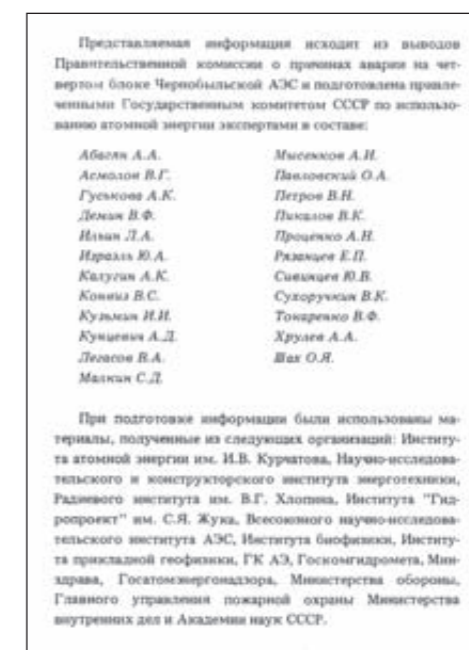 Представляемая информация исходит из выводов
Правительственной комиссии о причинах аварии на чет-
вертом блоке Чернобыльской АЭС и подготовлена привле-
ченными Государственным комитетом СССР по использо-
ванию атомной энергии экспертами в составе:
Абагян А.А.
Асмолов В.Г.
Гуськова А.К.
Демин В.Ф.
Ильин Л.А.
Израэль Ю.А.
Калугин А.К.
Конвиз В.С.
Кузьмин И.И.
Кунцевич А.Д.
Легасов В.А.
Малкин С.Д.
Мысенков А.И.
Павловский О.А.
Петров В.Н.
Пикалов В.К.
Проценко А.Н.
Рязанцев Е.П.
Сивинцев Ю.В.
Сухоручкин В.К.
Токаренко В.Ф.
Хрулев А.А.
Шах О.Я.
При подготовке информации были использованы ма-
териалы, полученные из следующих организаций: Институ-
та атомной энергии им. И.В. Курчатова, Научно-исследова-
тельского и конструкторского института энерготехники,
Радиевого института им. В.Г. Хлопина, Института "Гид-
ропроект" им. С.Я. Жука, Всесоюзного научно-исследова-
тельского института АЭС, Института биофизики, Институ-
та прикладной геофизики, ГК АЭ, Госкомгидромета, Мин-
здрава, Госатомэнергонадзора, Министерства обороны,
Главного управления пожарной охраны Министерства
внутренних дел и Академии наук СССР.